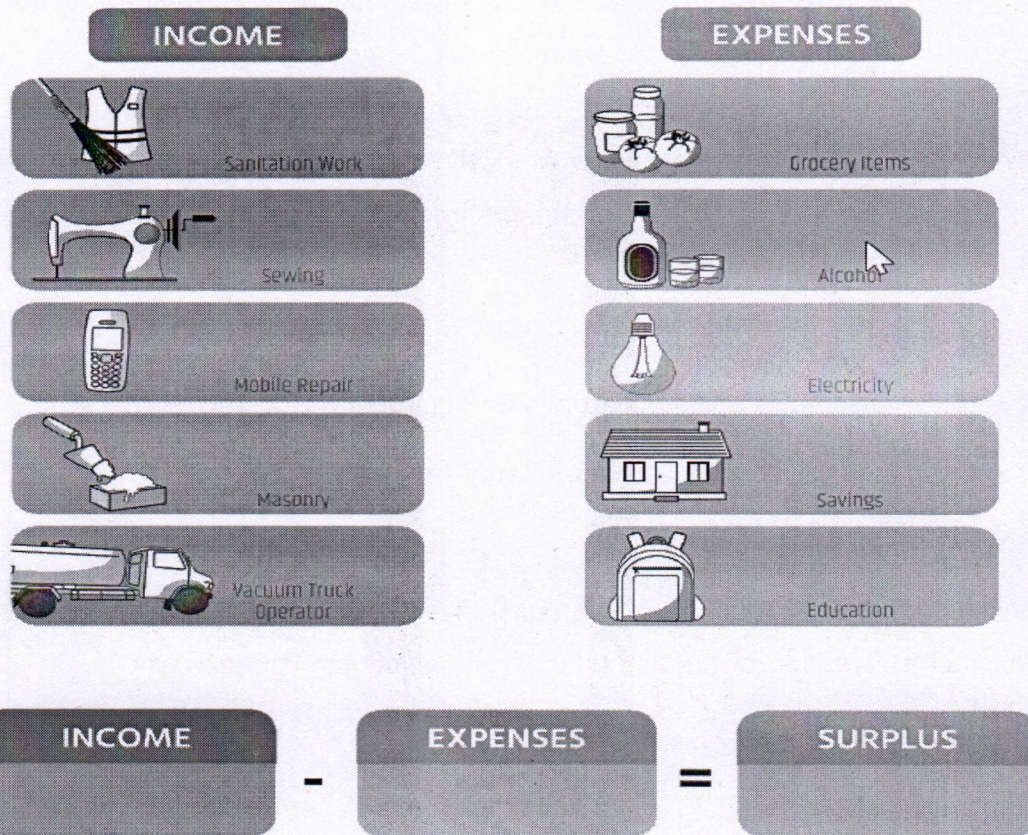 INCOME
Sanitation Work
Sewing
Mobile Repair
Masonry
Vacuum Truck
Operator
EXPENSES
Grocery Items
Alcohol
Electricity
Savings
Education
INCOME
-
EXPENSES
=
SURPLUS